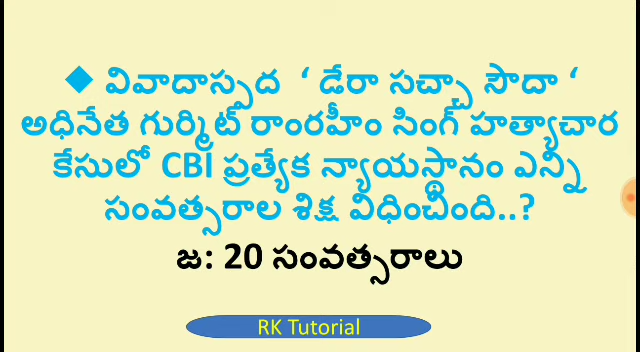 ◆ వివాదాస్పద ‘ డేరా సచ్చా సౌదా ‘
అధినేత గుర్మిట్ రాంరహీం సింగ్ హత్యాచార
కేసులో CBI ప్రత్యేక న్యాయస్థానం ఎన్ని
సంవత్సరాల శిక్ష విధించింది..?
జ: 20 సంవత్సరాలు
RK Tutorial